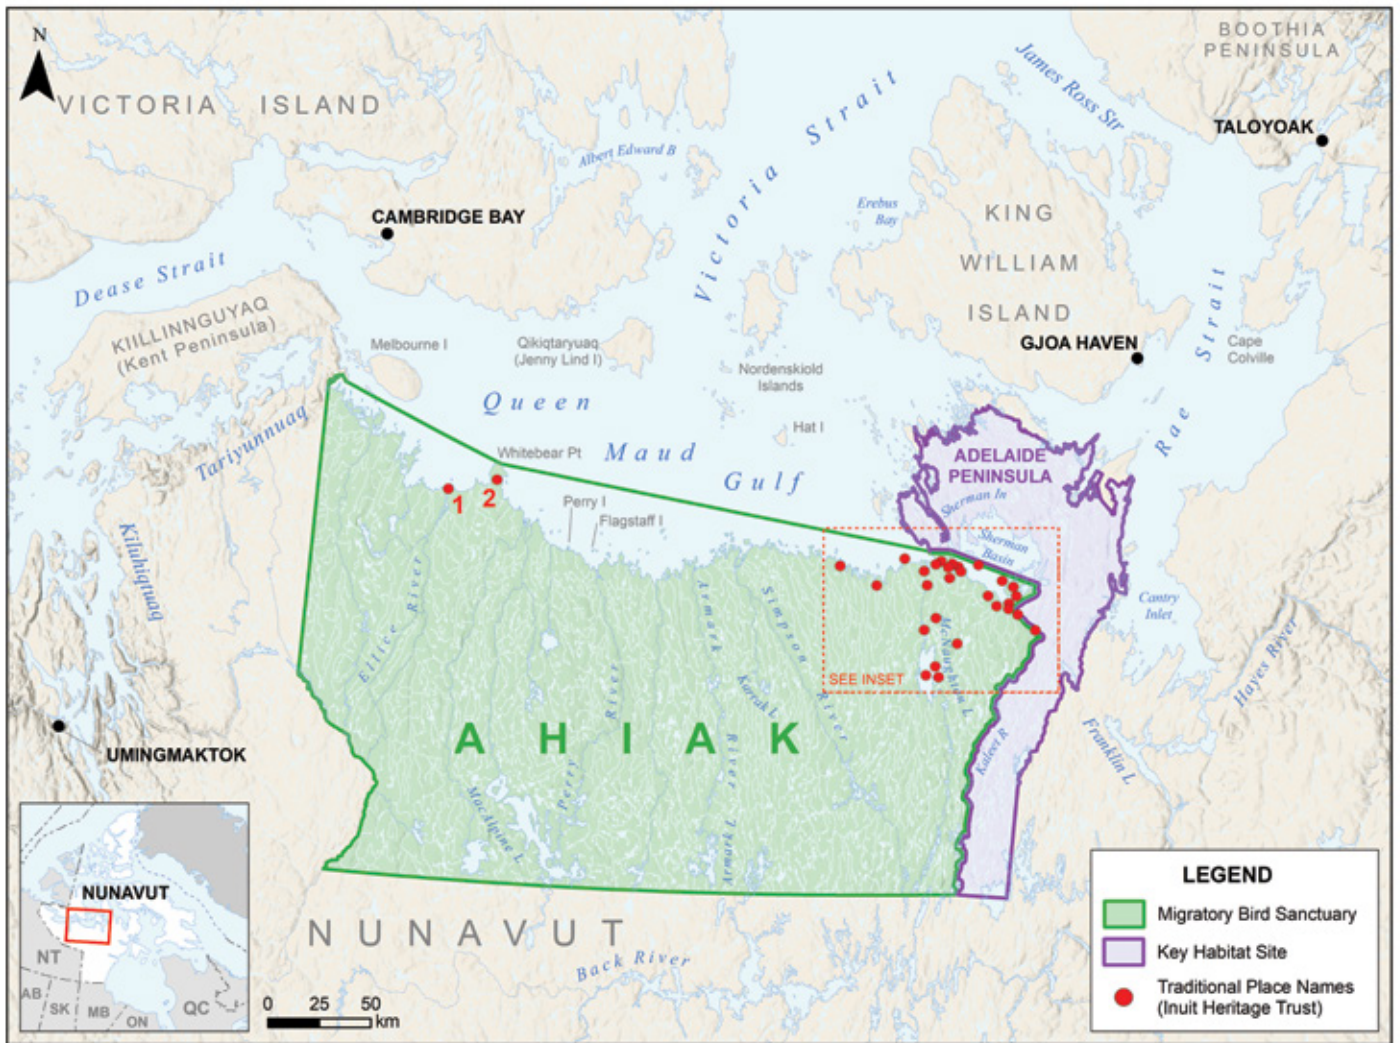 N
BOOTHIA
PENINSULA
VICTORIA ISLAND
James Ross Str
TALOYOAK
Victoria Strait
Albert Edward B
CAMBRIDGE BAY
Erebus
Bay
KING
WILLIAM
ISLAND
Dease Strait
KIILLINNGUYAQ
(Kent Peninsula)
Melbourne I
Qikiqtaryuaq
(Jenny Lind I)
GJOA HAVEN
Rae Strait
Cape
Colville
Nordenskiold
Islands
Queen
Maud
Gulf
Hat I
Tariyunnuaq
Whitebear Pt
ADELAIDE
PENINSULA
1
2
Perry I
Flagstaff I
Sherman In
Sherman
Basin
Kiluhiqtuaq
Cantry
Inlet
Ellice River
Armark River
Simpson River
McNaughton L
Perry River
Karak L
SEE INSET
Hayes River
AHIAK
Kaleet R
Franklin L
UMINGMAKTOK
MacAlpine L
Armark L
NUNAVUT
NT
AB
SK
MB
ON
QC
NUNAVUT
Back River
0 25 50
km
LEGEND
Migratory Bird Sanctuary
Key Habitat Site
Traditional Place Names
(Inuit Heritage Trust)